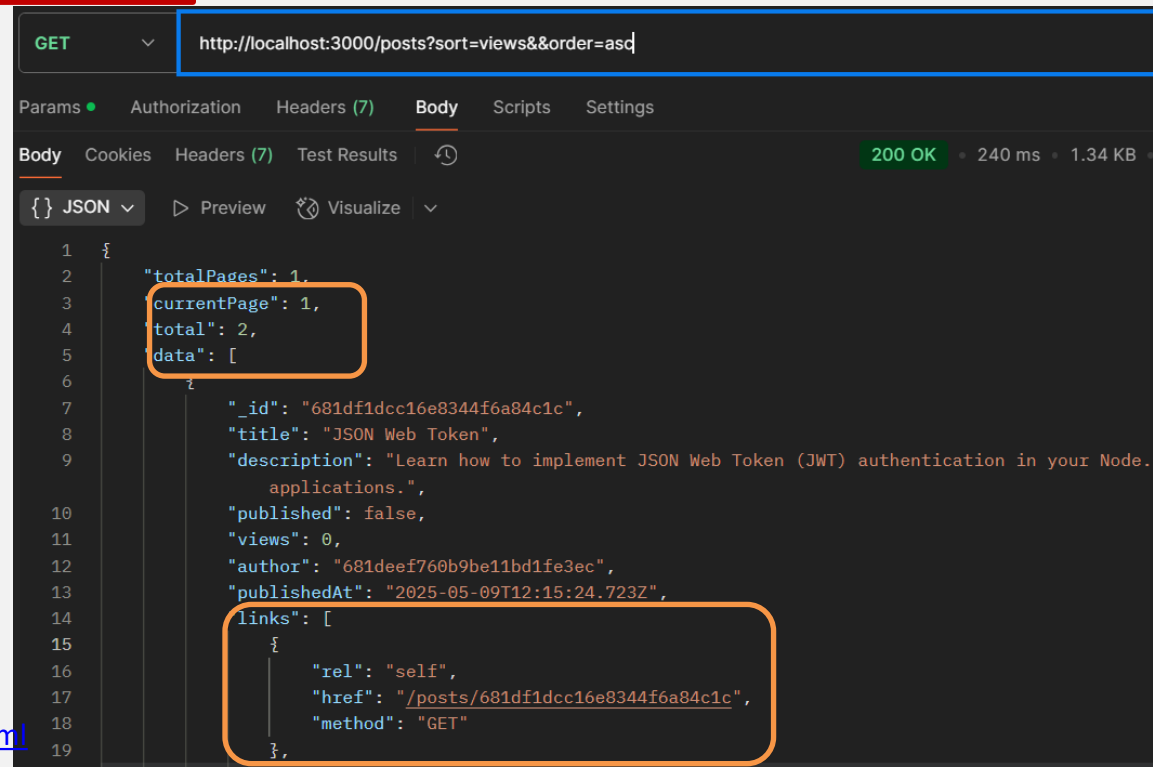 GET http://localhost:3000/posts?sort=views&&order=asc
Params Authorization Headers (7) Body Scripts Settings
Body Cookies Headers (7) Test Results 200 OK 240 ms 1.34 KB
{} JSON Preview Visualize
1 {
2 "totalPages": 1,
3 "currentPage": 1,
4 "total": 2,
5 "data": [
6 {
7 "_id": "681df1dcc16e8344f6a84c1c",
8 "title": "JSON Web Token",
9 "description": "Learn how to implement JSON Web Token (JWT) authentication in your Node.
applications.",
10 "published": false,
11 "views": 0,
12 "author": "681deef760b9be11bd1fe3ec",
13 "publishedAt": "2025-05-09T12:15:24.723Z",
14 "links": [
15 {
16 "rel": "self",
17 "href": "/posts/681df1dcc16e8344f6a84c1c",
18 "method": "GET"
19 },
ml